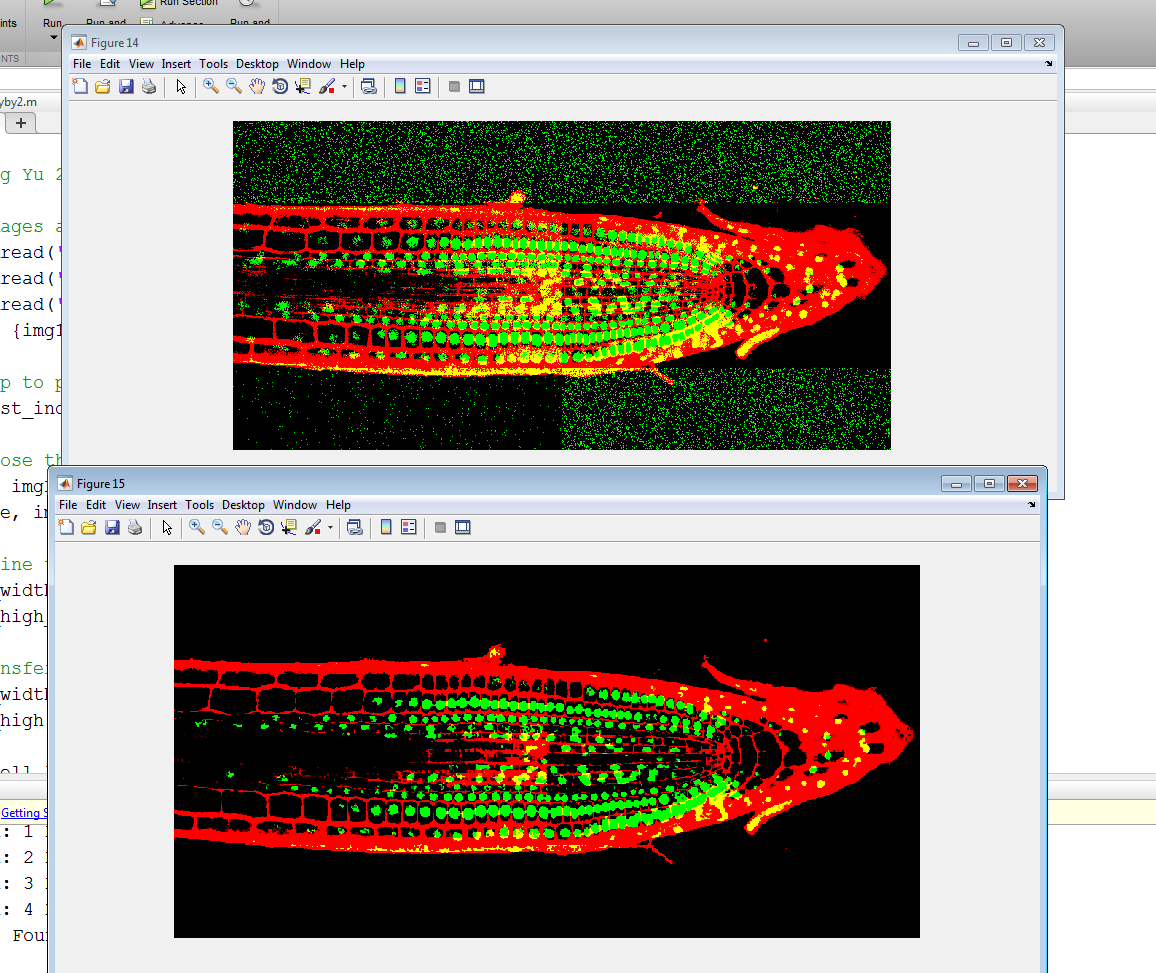 Run Section
ints Run Run and Advance Run and
NTS
Figure 14
File Edit View Insert Tools Desktop Window Help
yby2.m
+
g Yu 2
ages a
read('
read('
read('
{img1
p to p
st_ind
ose th
img
e, in
ine t
width
high
nsfer
width
high
ell
Figure 15
File Edit View Insert Tools Desktop Window Help
Getting S
: 1
: 2
: 3
: 4
Four